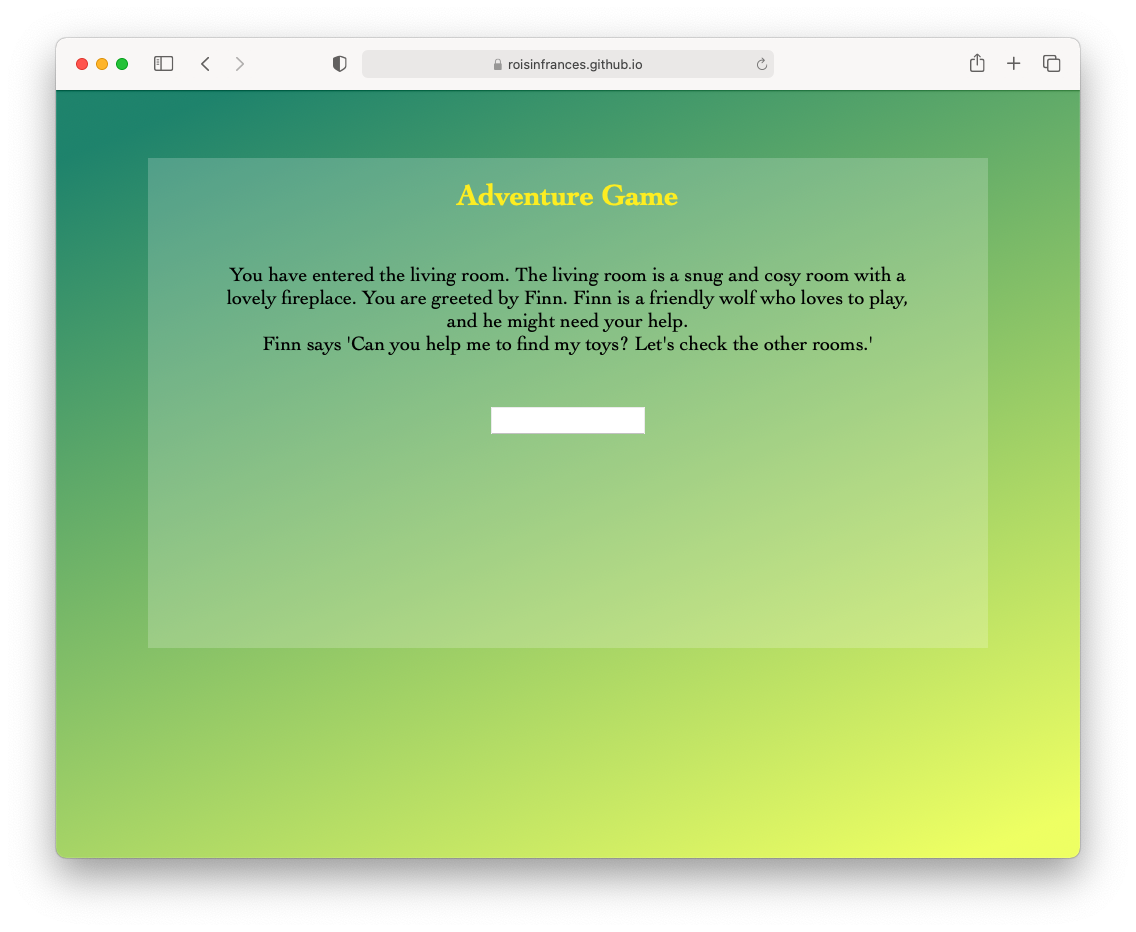 roisinfrances.github.io
Adventure Game
You have entered the living room. The living room is a snug and cosy room with a
lovely fireplace. You are greeted by Finn. Finn is a friendly wolf who loves to play,
and he might need your help.
Finn says 'Can you help me to find my toys? Let's check the other rooms.'